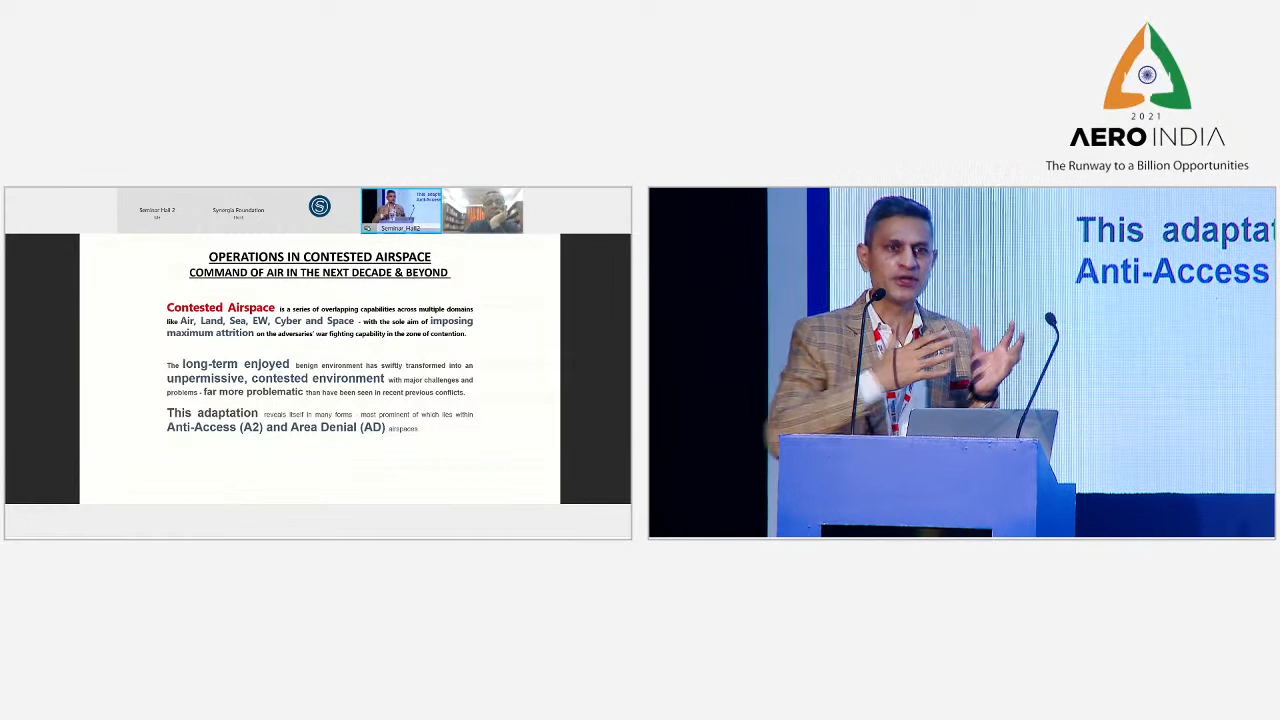 2021
AERO INDIA
The Runway to a Billion Opportunities
Seminar Hall 2
Synergia Foundation
S
This adapta
Anti-Access
Seminar_Hall2
OPERATIONS IN CONTESTED AIRSPACE
COMMAND OF AIR IN THE NEXT DECADE & BEYOND
Contested Airspace is a series of overlapping capabilities across multiple domains
like Air, Land, Sea, EW, Cyber and Space - with the sole aim of imposing
maximum attrition on the adversaries' war fighting capability in the zone of contention.
The long-term enjoyed benign environment has swiftly transformed into an
unpermissive, contested environment with major challenges and
problems - far more problematic than have been seen in recent previous conflicts.
This adaptation reveals itself in many forms - most prominent of which lies within
Anti-Access (A2) and Area Denial (AD) airspaces.
This adapta
Anti-Access